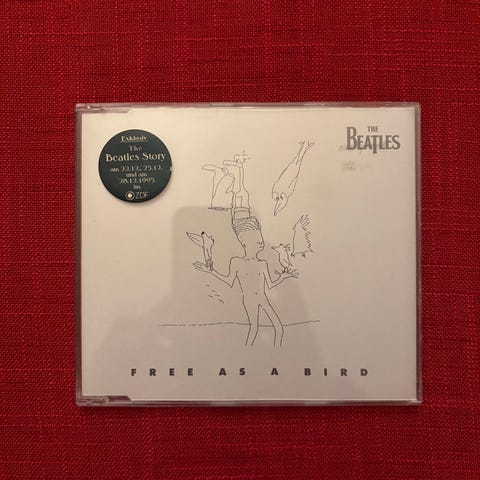 Exklusiv
The
Beatles Story
am 22.12., 25.12.
und am
28.12.1995
im
ZDF
THE
BEATLES
FREE AS A BIRD